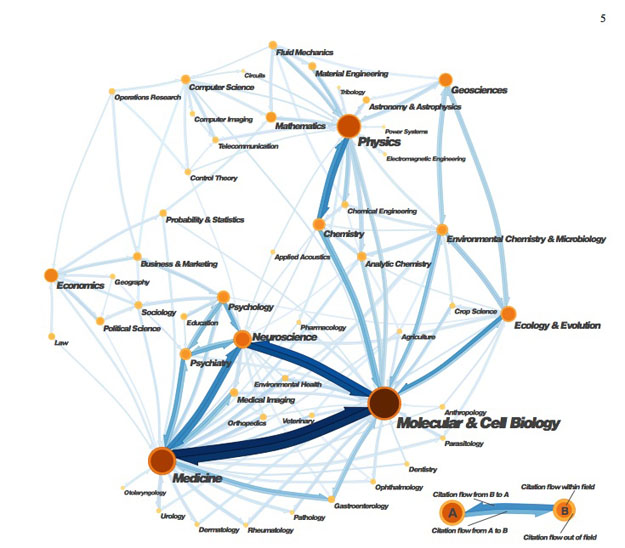 5
Fluid Mechanics
Circuits
Material Engineering
Computer Science
Tribology
Geosciences
Operations Research
Astronomy & Astrophysics
Computer Imaging
Mathematics
Physics
Power Systems
Telecommunication
Electromagnetic Engineering
Control Theory
Chemical Engineering
Probability & Statistics
Chemistry
Environmental Chemistry & Microbiology
Applied Acoustics
Analytic Chemistry
Business & Marketing
Economics
Geography
Psychology
Sociology
Crop Science
Education
Political Science
Pharmacology
Ecology & Evolution
Law
Neuroscience
Agriculture
Psychiatry
Environmental Health
Medical Imaging
Orthopedics
Veterinary
Anthropology
Molecular & Cell Biology
Parasitology
Medicine
Dentistry
Otolaryngology
Ophthalmology
Gastroenterology
Urology
Pathology
Dermatology
Rheumatology
Citation flow from B to A
Citation flow within field
A
B
Citation flow from A to B
Citation flow out of field